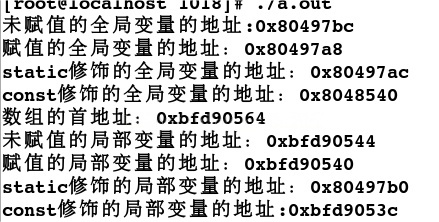 [root@localhost 1018]# ./a.out
未赋值的全局变量的地址:0x80497bc
赋值的全局变量的地址：0x80497a8
static修饰的全局变量的地址：0x80497ac
const修饰的全局变量的地址：0x8048540
数组的首地址：0xbfd90564
未赋值的局部变量的地址：0xbfd90544
赋值的局部变量的地址：0xbfd90540
static修饰的局部变量的地址：0x80497b0
const修饰的局部变量的地址:0xbfd9053c